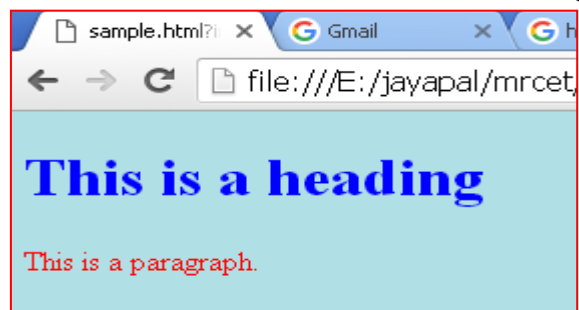 sample.html?i Gmail h
file:///E:/jayapal/mrcet,
This is a heading
This is a paragraph.